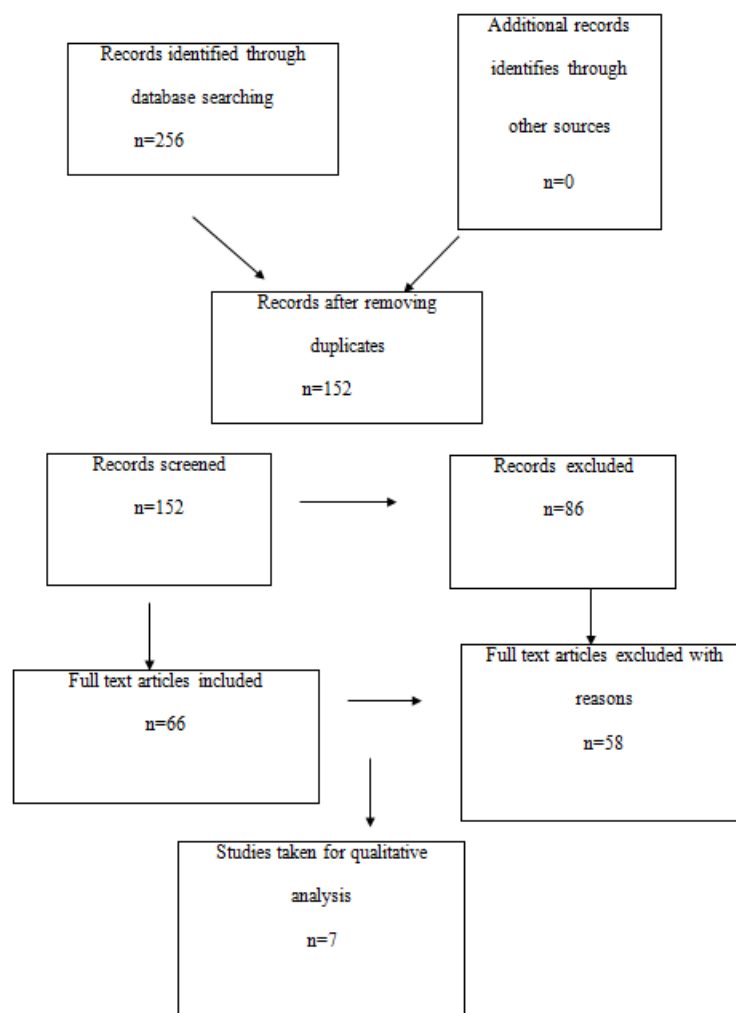 Records identified through
database searching
n=256
Additional records
identifies through
other sources
n=0
Records after removing
duplicates
n=152
Records screened
n=152
Records excluded
n=86
Full text articles included
n=66
Full text articles excluded with
reasons
n=58
Studies taken for qualitative
analysis
n=7